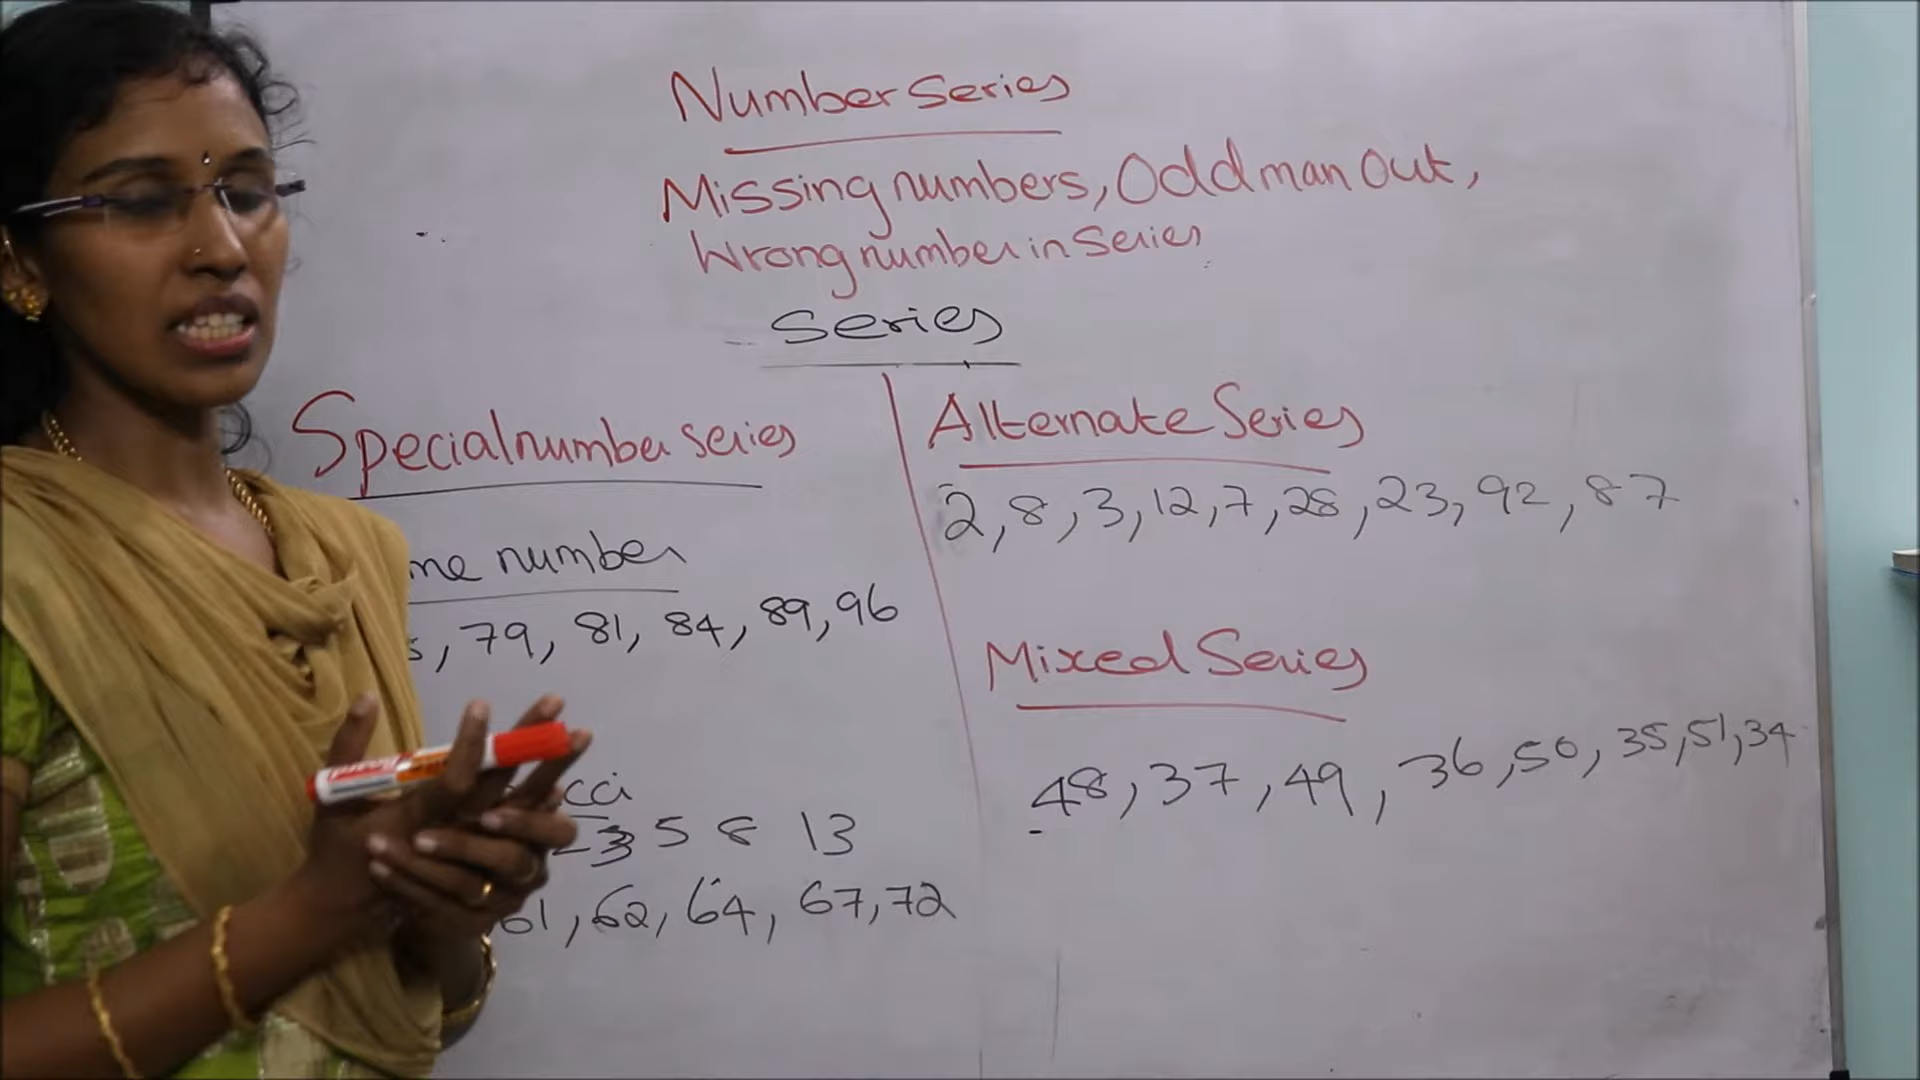 Number Series
Missing numbers, Odd man Out,
Wrong number in Series
Series
Special number series
number
, 79, 81, 84, 89, 96
3 5 8 13
61, 62, 64, 67, 72
Alternate Series
2, 8, 3, 12, 7, 28, 23, 92, 87
Mixed Series
48, 37, 49, 36, 50, 35, 51, 34